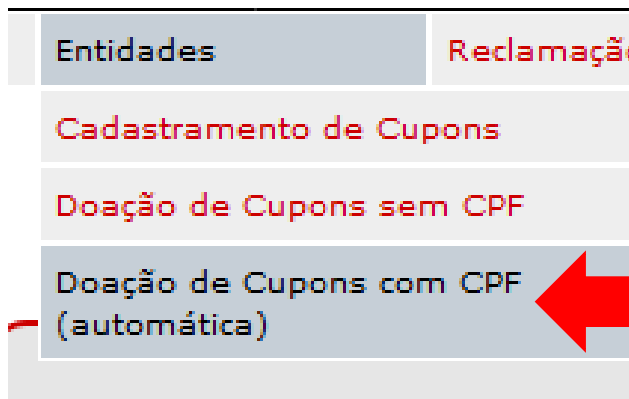 Entidades
Cadastramento de Cupons
Doação de Cupons sem CPF
Doação de Cupons com CPF
(automática)